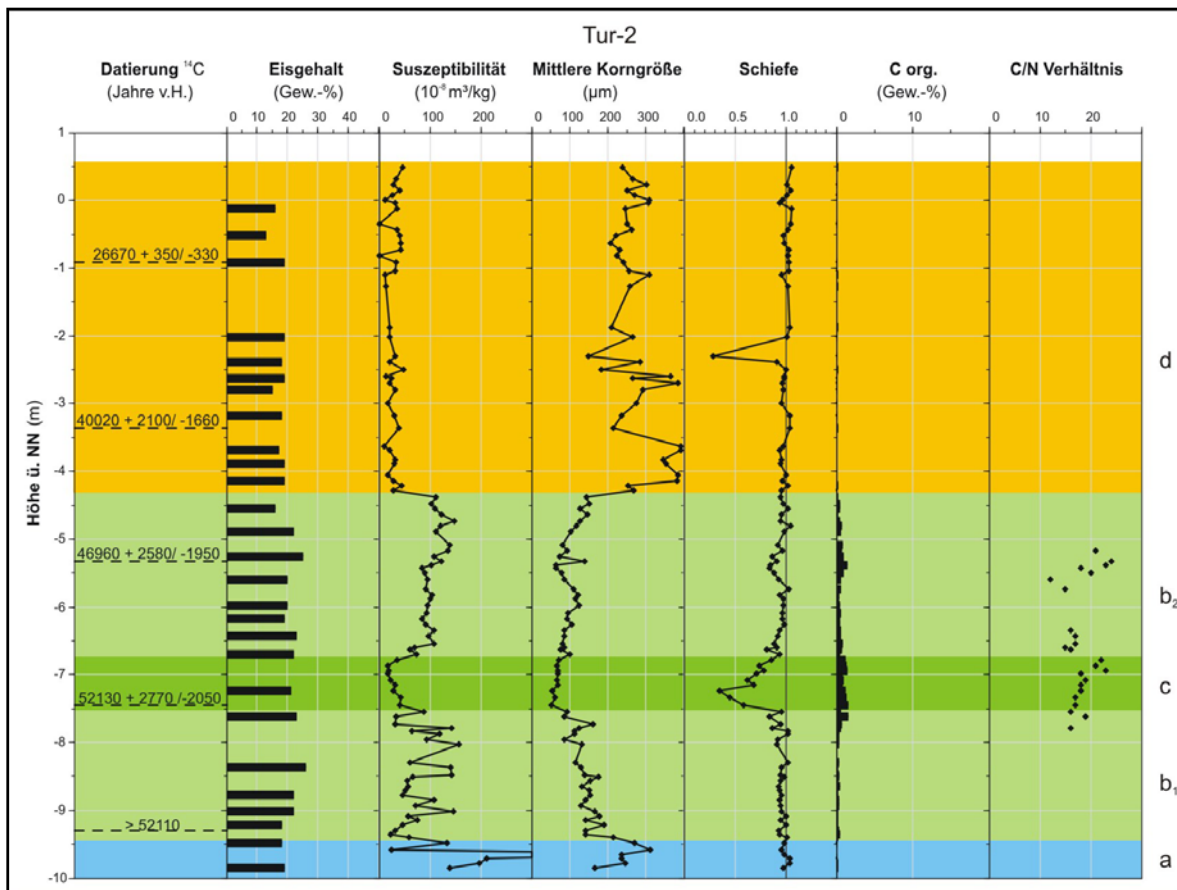 Tur-2
Datierung ¹⁴C Eisgehalt Suszeptibilität Mittlere Korngröße Schiefe C org. C/N Verhältnis
(Jahre v.H.) (Gew.-%) (10⁻⁸ m³/kg) (µm) (Gew.-%)
0 10 20 30 40 0 100 200 0 100 200 300 0.0 0.5 1.0 0 10 0 10 20
Höhe ü. NN (m)
1
0
26670 + 350/ -330
-1
-2
d
-3
40020 + 2100/ -1660
-4
-5
46960 + 2580/ -1950
b₂
-6
-7
c
52130 + 2770/ -2050
-8
b₁
-9
> 52110
a
-10